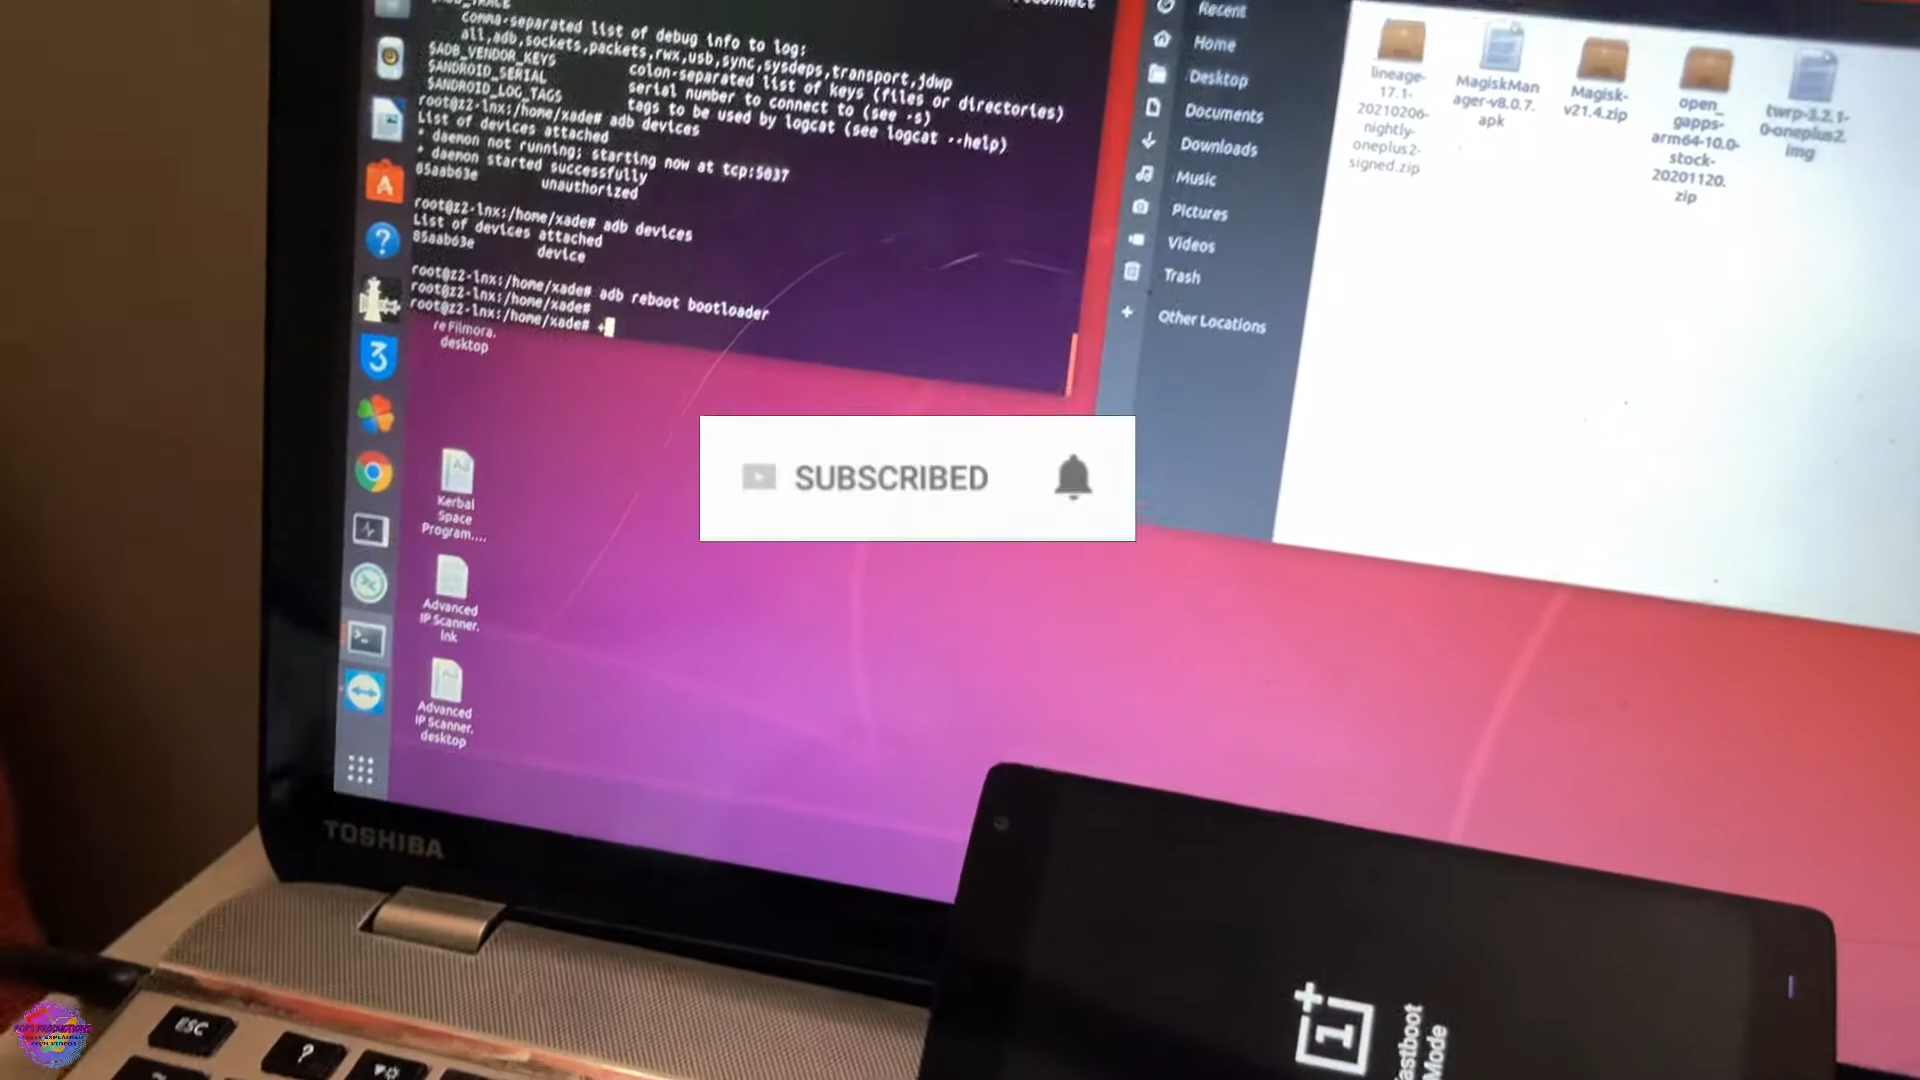 comma-separated list of debug info to log:
all,adb,sockets,packets,rwx,usb,sync,sysdeps,transport,jdwp
$ADB_VENDOR_KEYS colon-separated list of keys (files or directories)
$ANDROID_SERIAL serial number to connect to (see -s)
$ANDROID_LOG_TAGS tags to be used by logcat (see logcat --help)
root@z2-lnx:/home/xade# adb devices
List of devices attached
* daemon not running; starting now at tcp:5037
* daemon started successfully
85aab63e unauthorized
root@z2-lnx:/home/xade# adb devices
List of devices attached
85aab63e device
root@z2-lnx:/home/xade# adb reboot bootloader
root@z2-lnx:/home/xade#
root@z2-lnx:/home/xade#
re Filmora.
desktop
Kerbal
Space
Program....
Advanced
IP Scanner.
lnk
Advanced
IP Scanner.
desktop
Recent
Home
Desktop
Documents
Downloads
Music
Pictures
Videos
Trash
+ Other Locations
lineage-
17.1-
20210206-
nightly-
oneplus2-
signed.zip
MagiskMan
ager-v8.0.7.
apk
Magisk-
v21.4.zip
open_
gapps-
arm64-10.0-
stock-
20201120.
zip
twrp-3.2.1-
0-oneplus2.
img
SUBSCRIBED
TOSHIBA
ESC
?
1+
Fastboot
Mode
POPS PRODUCTIONS
TECH VIDEOS